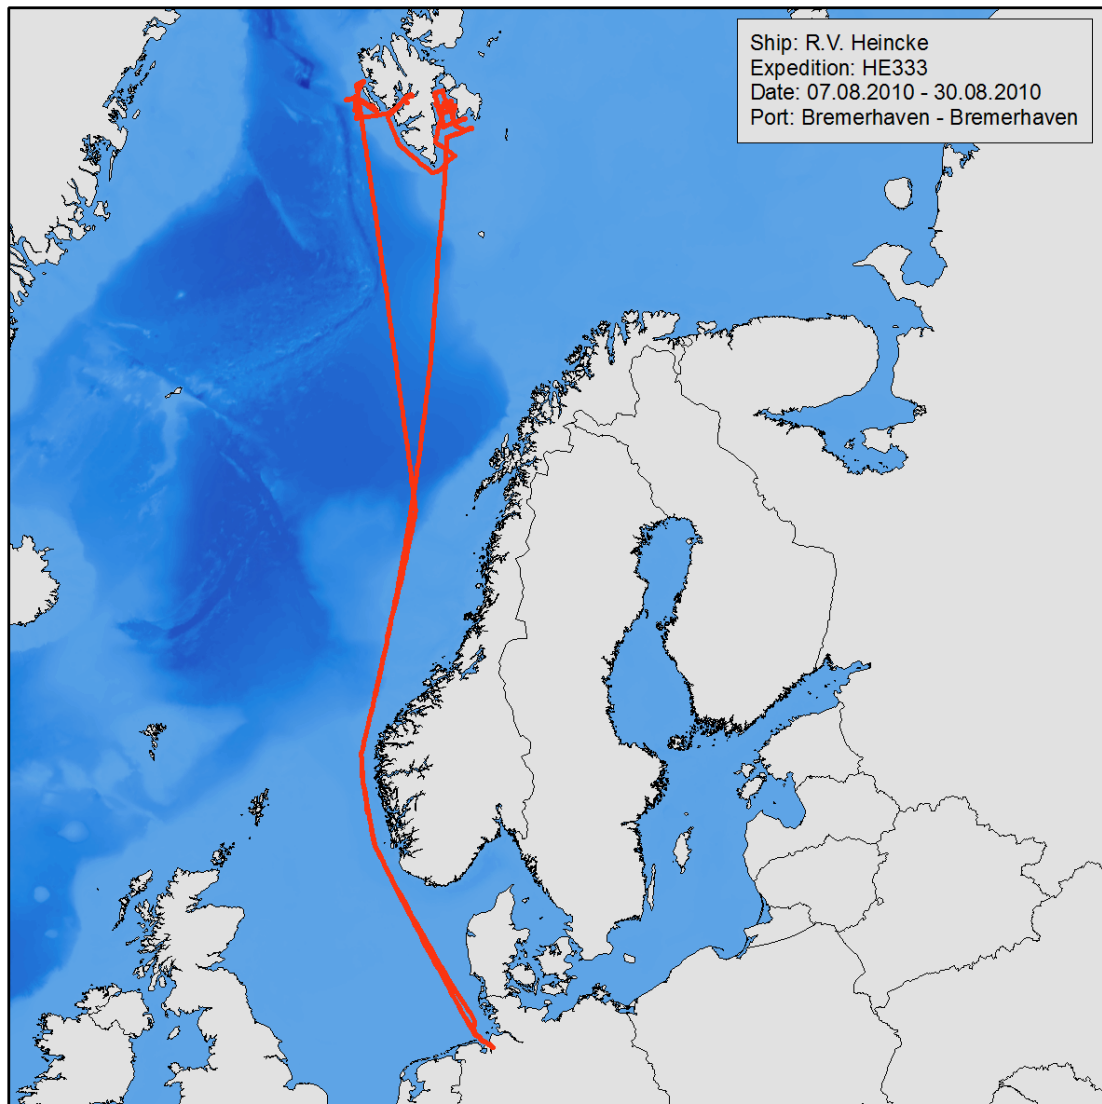 Ship: R.V. Heincke
Expedition: HE333
Date: 07.08.2010 - 30.08.2010
Port: Bremerhaven - Bremerhaven